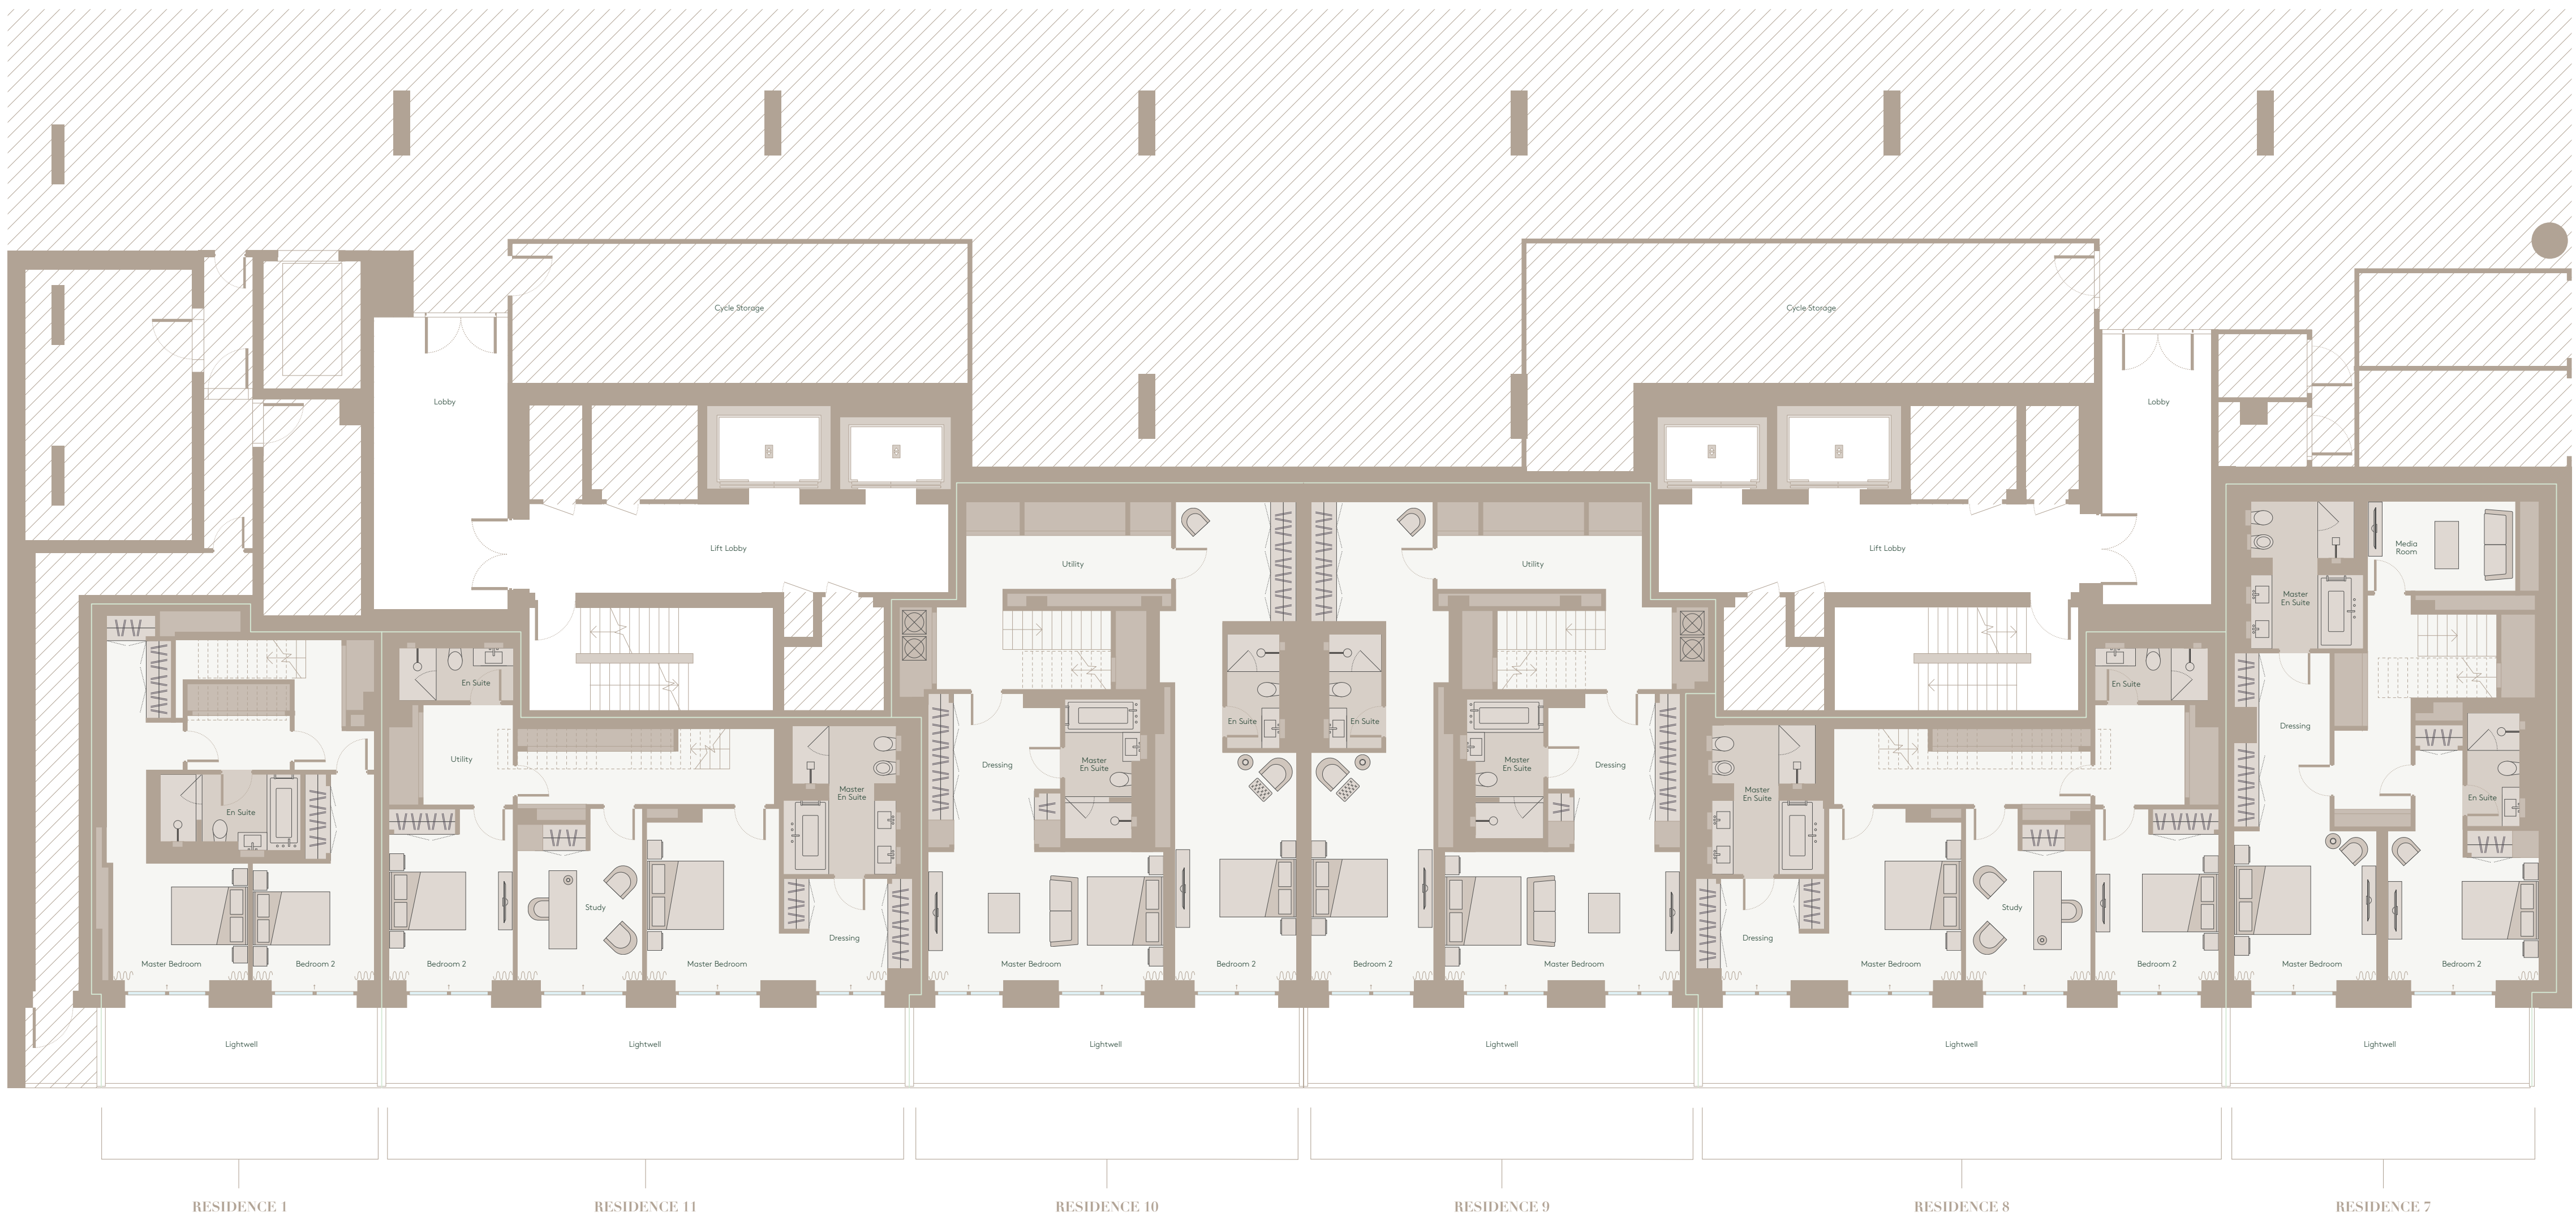 Cycle Storage
Cycle Storage
Lobby
Lobby
Lift Lobby
Lift Lobby
Media
Room
Utility
Utility
Master
En Suite
En Suite
En Suite
En Suite
En Suite
Dressing
Utility
Dressing
Master
En Suite
Master
En Suite
Dressing
Master
En Suite
Master
En Suite
En Suite
En Suite
Study
Study
Dressing
Dressing
Master Bedroom
Bedroom 2
Bedroom 2
Master Bedroom
Master Bedroom
Bedroom 2
Bedroom 2
Master Bedroom
Master Bedroom
Bedroom 2
Master Bedroom
Bedroom 2
Lightwell
Lightwell
Lightwell
Lightwell
Lightwell
Lightwell
RESIDENCE 1
RESIDENCE 11
RESIDENCE 10
RESIDENCE 9
RESIDENCE 8
RESIDENCE 7